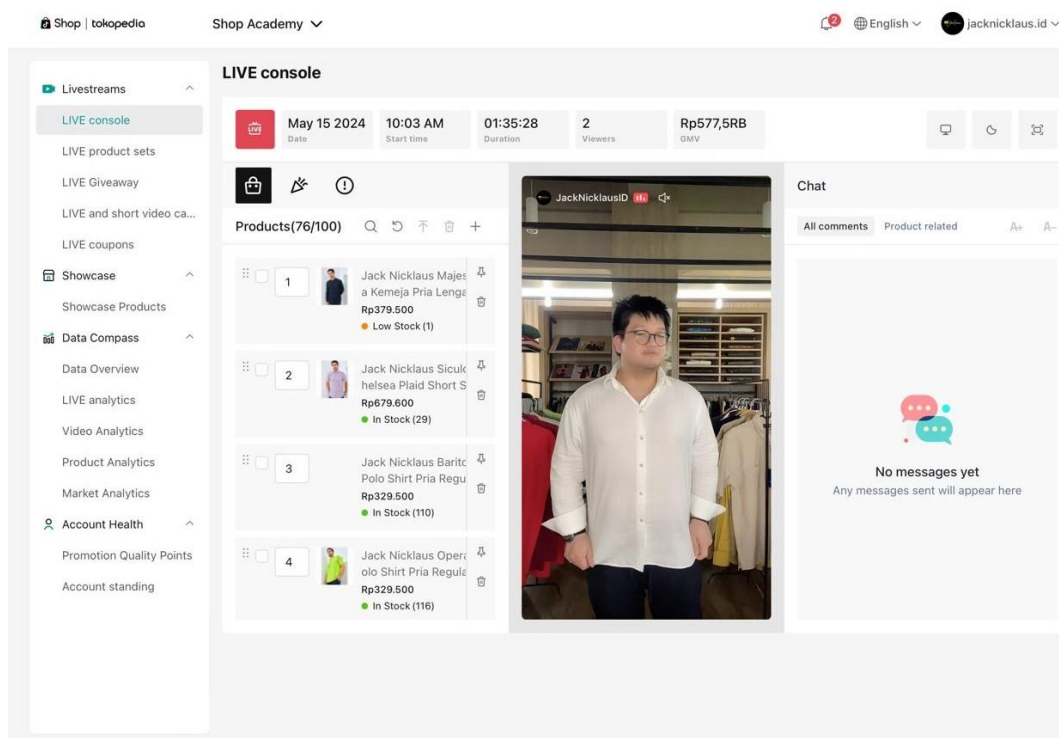 Shop | tokopedia
Shop Academy
2
English
jacknicklaus.id
Livestreams
LIVE console
LIVE product sets
LIVE Giveaway
LIVE and short video ca...
LIVE coupons
Showcase
Showcase Products
Data Compass
Data Overview
LIVE analytics
Video Analytics
Product Analytics
Market Analytics
Account Health
Promotion Quality Points
Account standing
LIVE console
LIVE
May 15 2024
Date
10:03 AM
Start time
01:35:28
Duration
2
Viewers
Rp577,5RB
GMV
Products(76/100)
1
Jack Nicklaus Majes
a Kemeja Pria Lenga
Rp379.500
Low Stock (1)
2
Jack Nicklaus Siculo
helsea Plaid Short S
Rp679.600
In Stock (29)
3
Jack Nicklaus Barito
Polo Shirt Pria Regu
Rp329.500
In Stock (110)
4
Jack Nicklaus Opera
olo Shirt Pria Regula
Rp329.500
In Stock (116)
JackNicklausID
Chat
All comments
Product related
A+
A-
No messages yet
Any messages sent will appear here